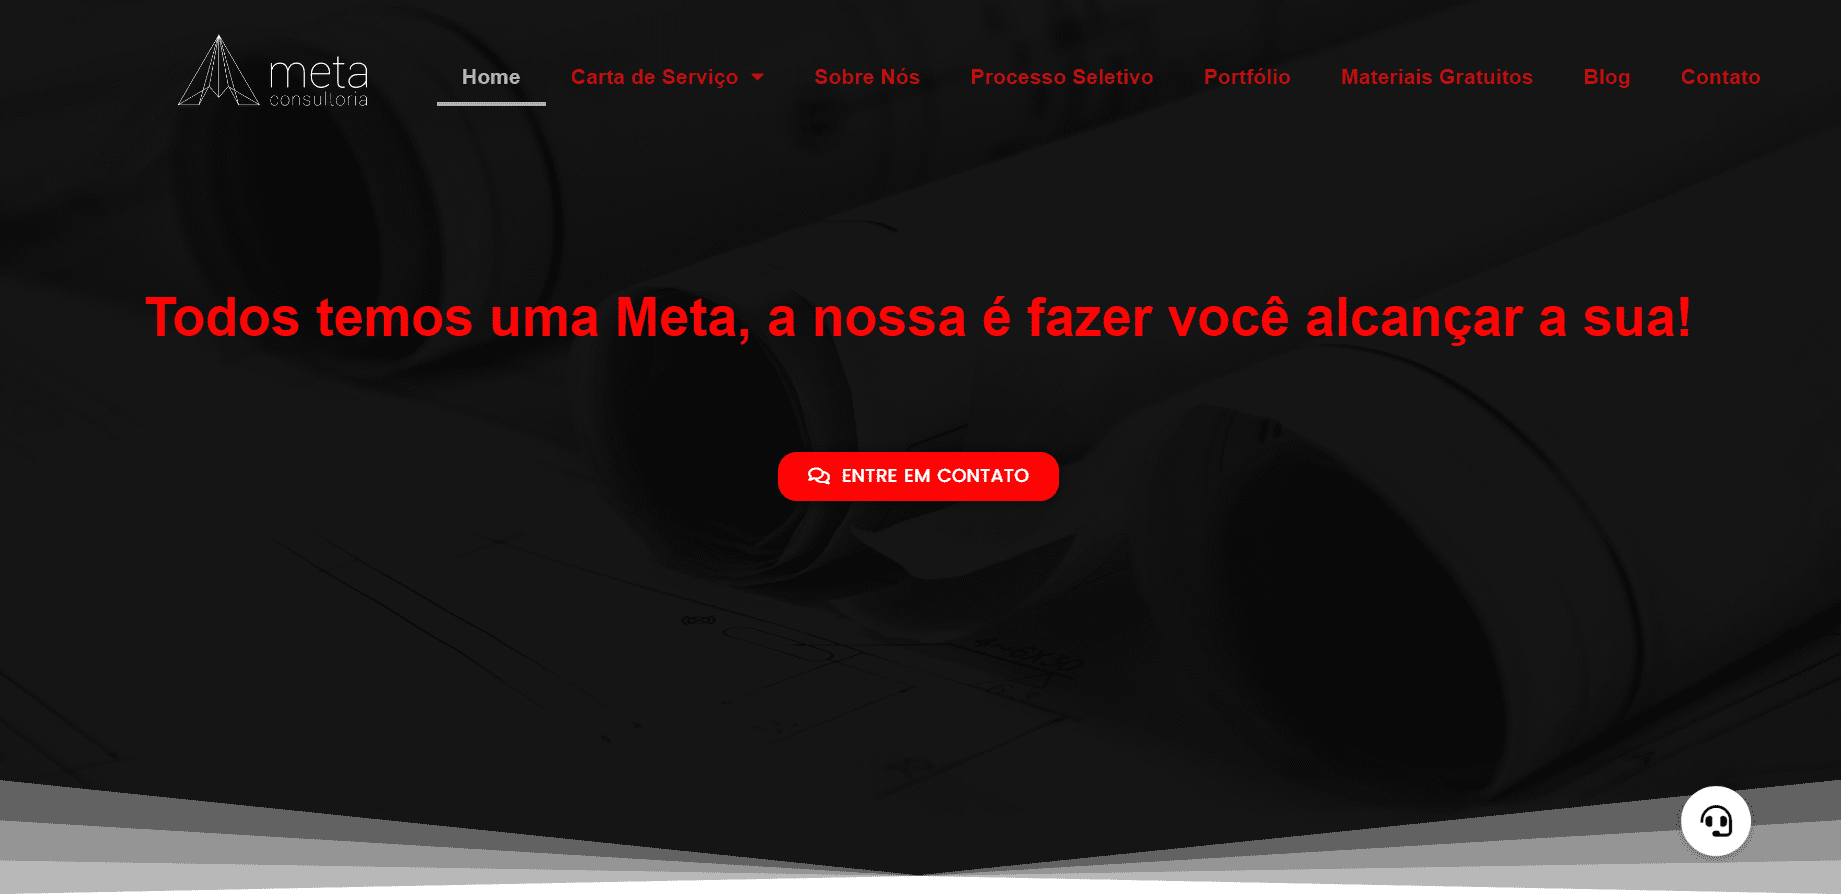 meta
consultoria
Home
Carta de Serviço
Sobre Nós
Processo Seletivo
Portfólio
Materiais Gratuitos
Blog
Contato
Todos temos uma Meta, a nossa é fazer você alcançar a sua!
ENTRE EM CONTATO